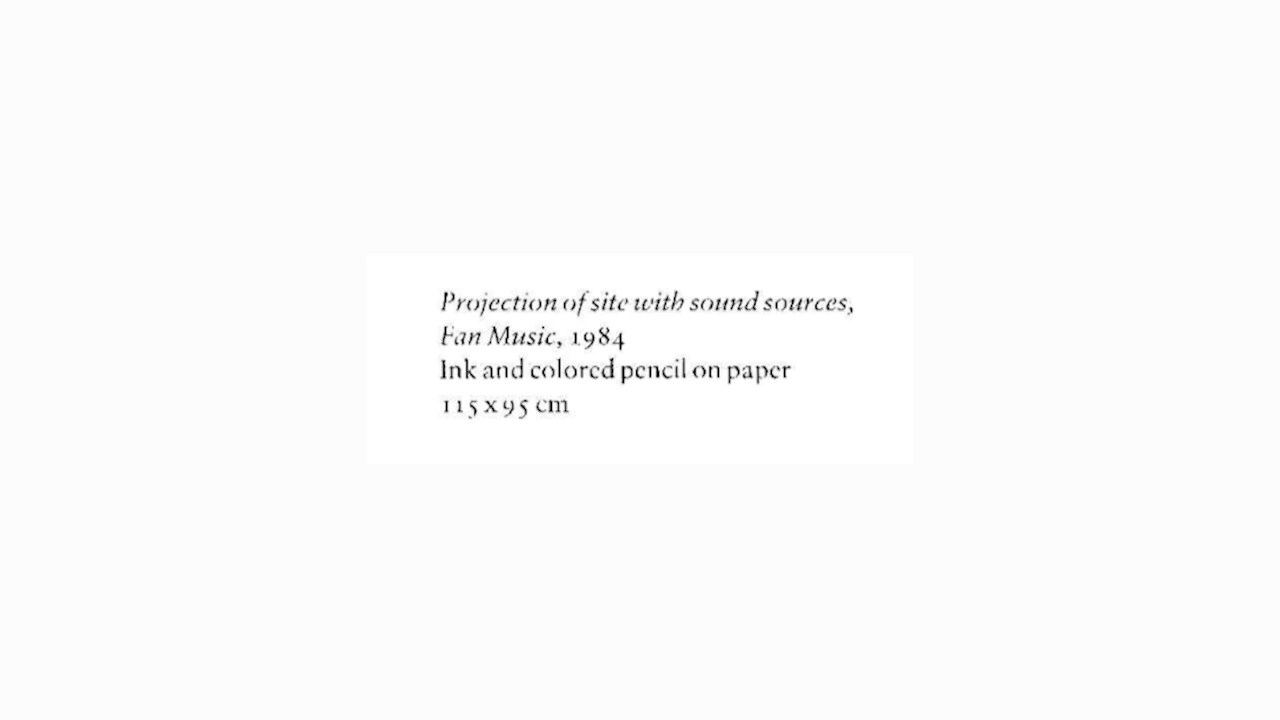 Projection of site with sound sources,
Fan Music, 1984
Ink and colored pencil on paper
115 x 95 cm